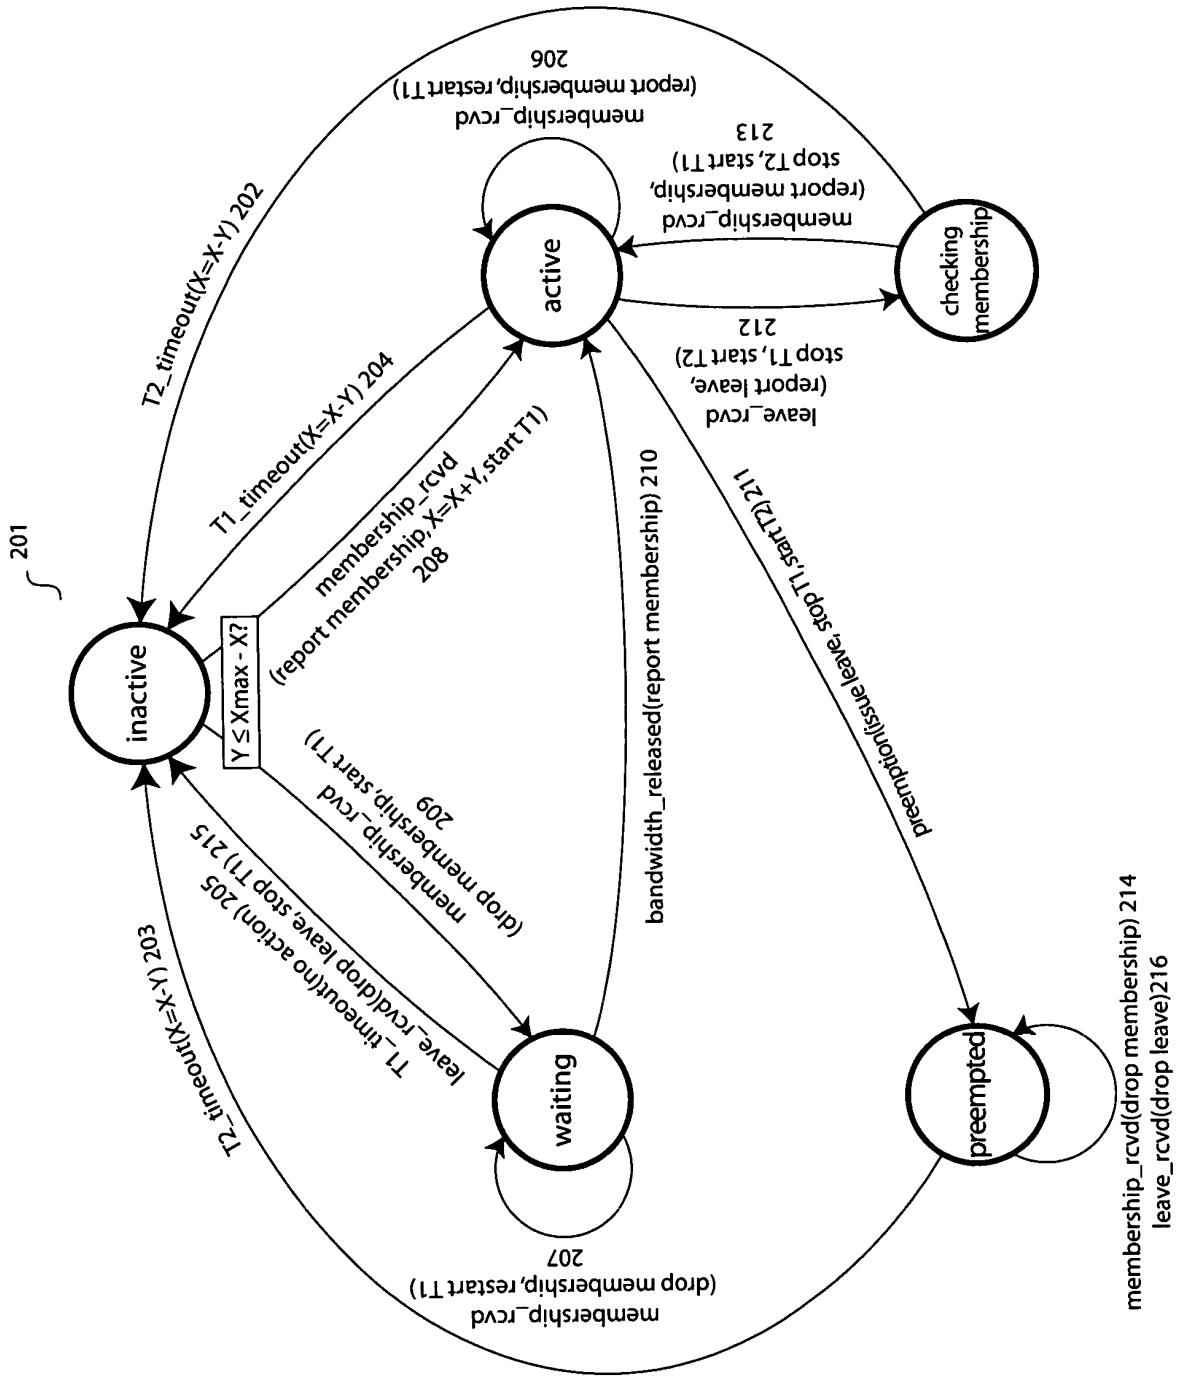 201
T2_timeout(X=X-Y) 202
T1_timeout(X=X-Y) 204
membership_rcvd
(report membership, restart T1)
206
inactive
Y ≤ Xmax - X?
membership_rcvd
(report membership, X=X+Y, start T1)
208
active
membership_rcvd
(report membership,
stop T2, start T1)
213
leave_rcvd
(report leave,
stop T1, start T2)
212
checking
membership
T2_timeout(X=X-Y) 203
leave_rcvd(drop leave, stop T1) 215
T1_timeout(no action) 205
membership_rcvd
(drop membership, start T1)
209
bandwidth_released(report membership) 210
preemption(issue leave, stop T1, start T2) 211
waiting
membership_rcvd
(drop membership, restart T1)
207
preempted
membership_rcvd(drop membership) 214
leave_rcvd(drop leave)216